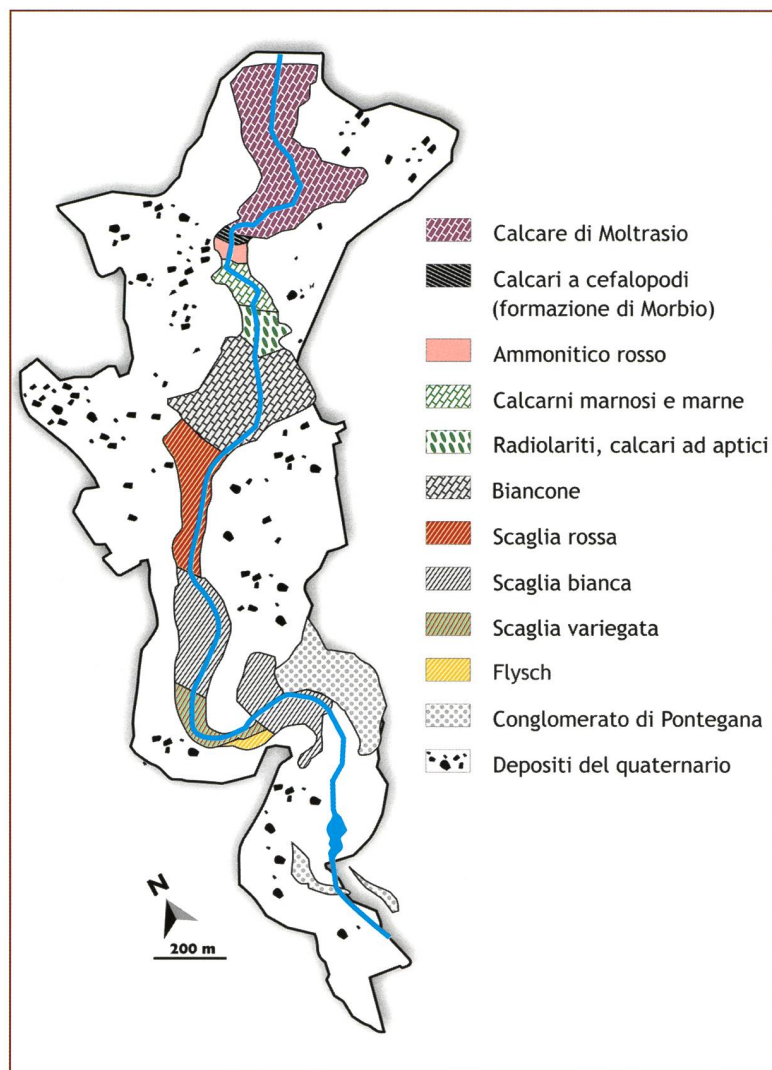 Calcare di Moltrasio
Calcari a cefalopodi
(formazione di Morbio)
Ammonitico rosso
Calcarni marnosi e marne
Radiolariti, calcari ad aptici
Biancone
Scaglia rossa
Scaglia bianca
Scaglia variegata
Flysch
Conglomerato di Pontegana
Depositi del quaternario
N
200 m